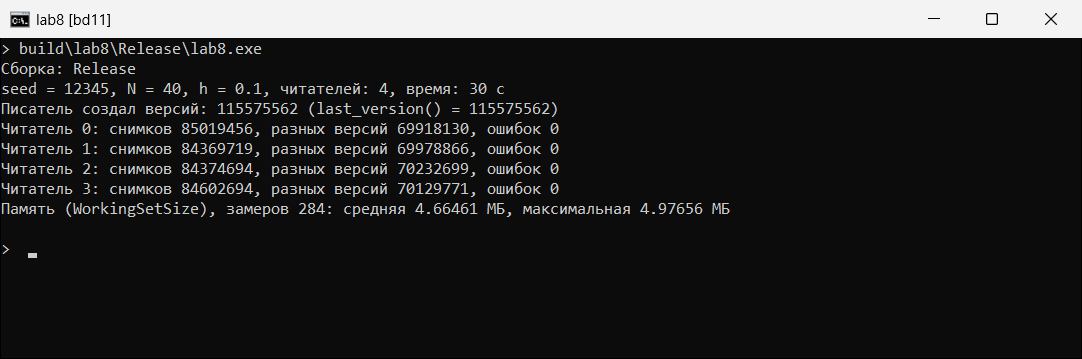 lab8 [bd11]
> build\lab8\Release\lab8.exe
Сборка: Release
seed = 12345, N = 40, h = 0.1, читателей: 4, время: 30 с
Писатель создал версий: 115575562 (last_version() = 115575562)
Читатель 0: снимков 85019456, разных версий 69918130, ошибок 0
Читатель 1: снимков 84369719, разных версий 69978866, ошибок 0
Читатель 2: снимков 84374694, разных версий 70232699, ошибок 0
Читатель 3: снимков 84602694, разных версий 70129771, ошибок 0
Память (WorkingSetSize), замеров 284: средняя 4.66461 МБ, максимальная 4.97656 МБ
>